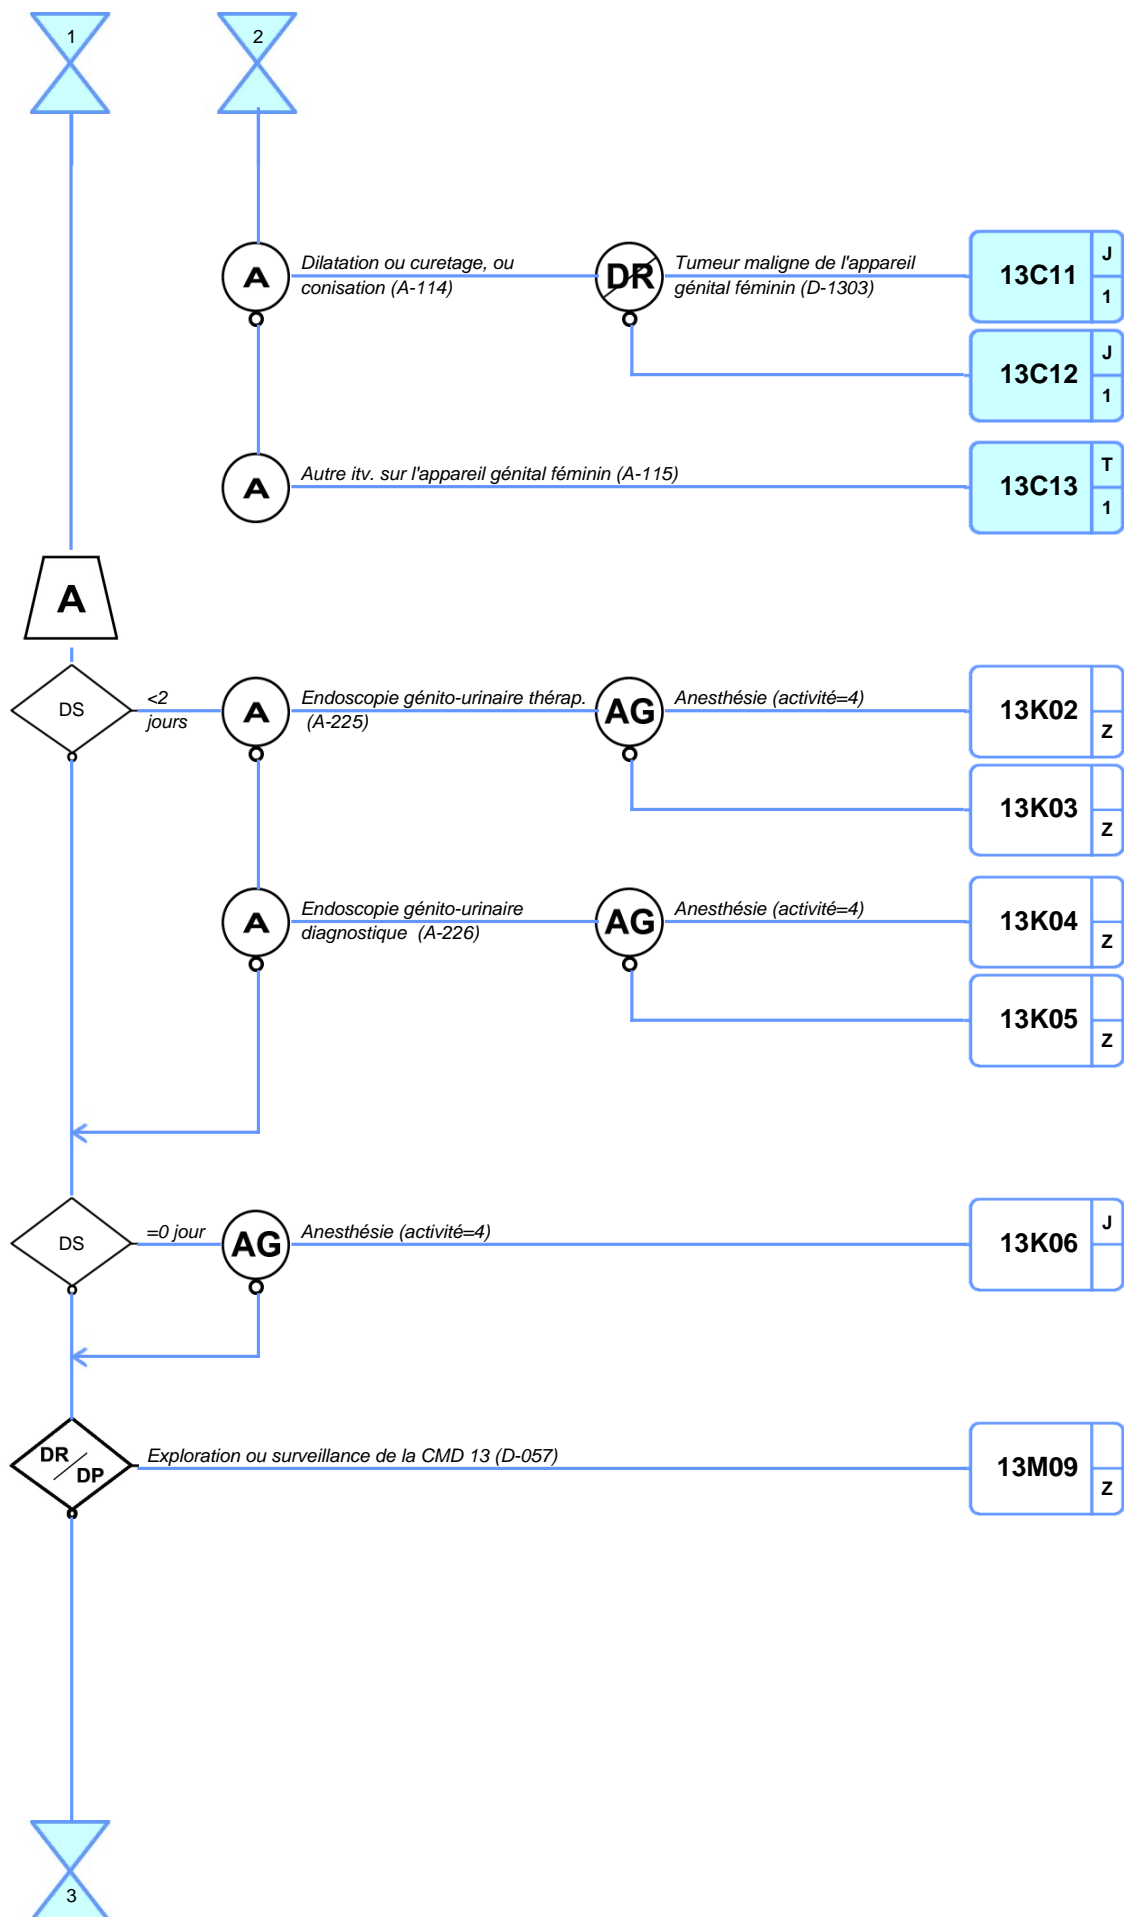 1
2
A
Dilatation ou curetage, ou
conisation (A-114)
DR
Tumeur maligne de l'appareil
génital féminin (D-1303)
13C11
J
1
13C12
J
1
A
Autre itv. sur l'appareil génital féminin (A-115)
13C13
T
1
A
DS
<2
jours
A
Endoscopie génito-urinaire thérap.
(A-225)
AG
Anesthésie (activité=4)
13K02
Z
13K03
Z
A
Endoscopie génito-urinaire
diagnostique (A-226)
AG
Anesthésie (activité=4)
13K04
Z
13K05
Z
DS
=0 jour
AG
Anesthésie (activité=4)
13K06
J
DR
DP
Exploration ou surveillance de la CMD 13 (D-057)
13M09
Z
3